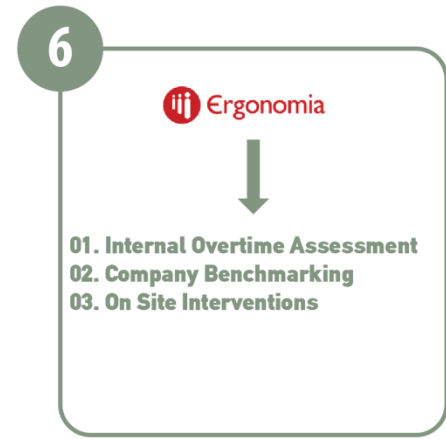 6
Ergonomia
01. Internal Overtime Assessment
02. Company Benchmarking
03. On Site Interventions